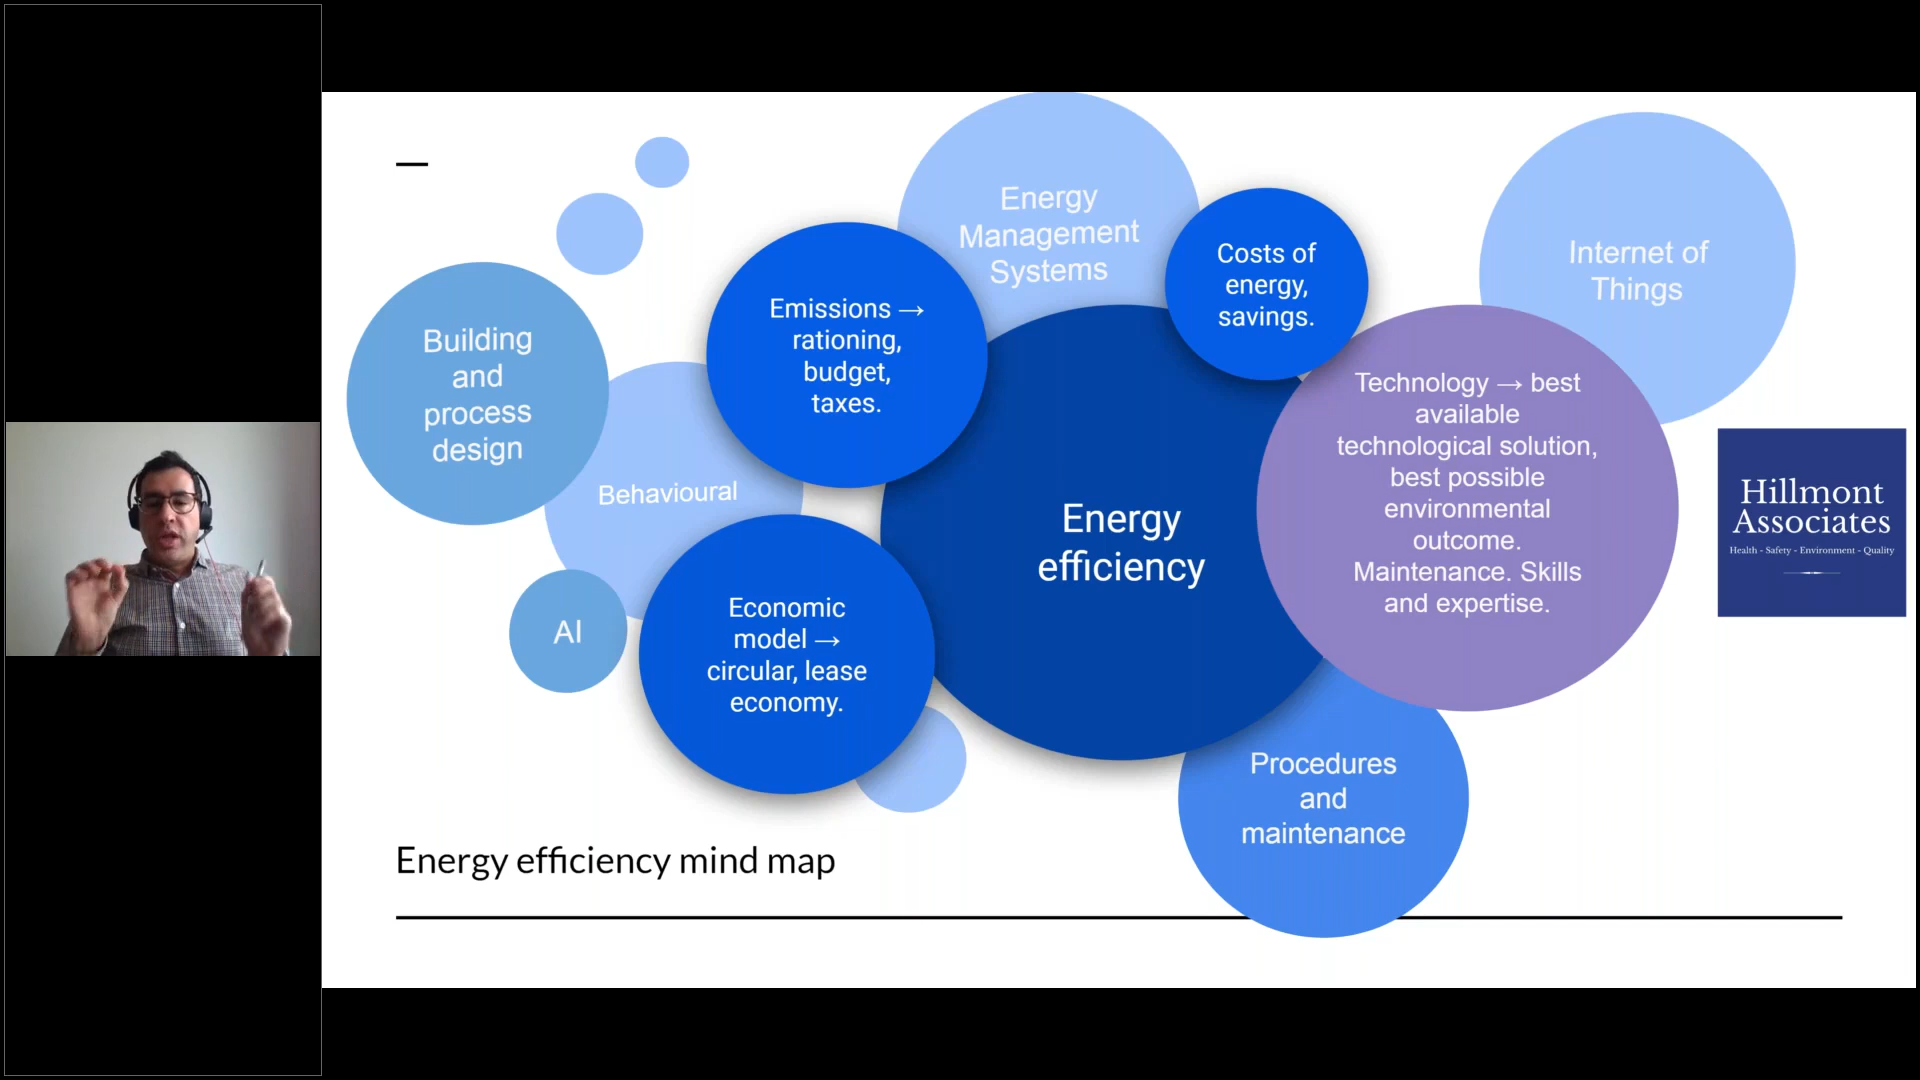 Energy
Management
Systems
Costs of
energy,
savings.
Internet of
Things
Emissions →
rationing,
budget,
taxes.
Building
and
process
design
Behavioural
Technology → best
available
technological solution,
best possible
environmental
outcome.
Maintenance. Skills
and expertise.
Energy
efficiency
Hillmont
Associates
Health - Safety - Environment - Quality
AI
Economic
model →
circular, lease
economy.
Procedures
and
maintenance
Energy efficiency mind map